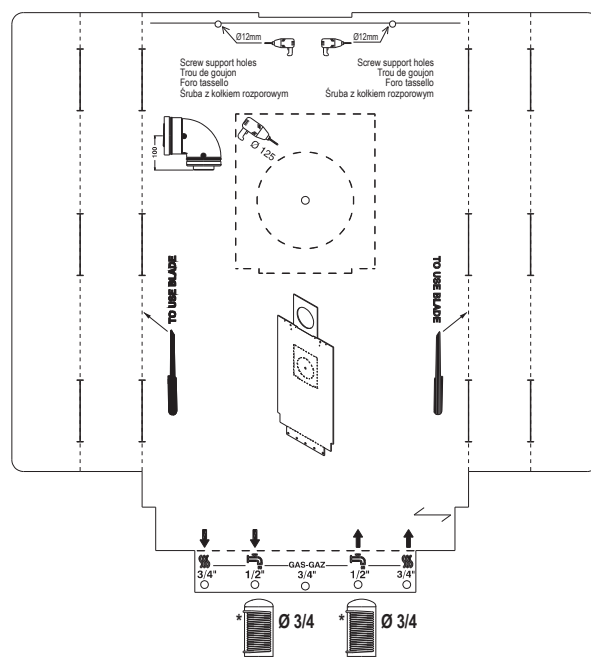 Ø12mm
Ø12mm
Screw support holes
Trou de goujon
Foro tassello
Śruba z kołkiem rozporowym
Screw support holes
Trou de goujon
Foro tassello
Śruba z kołkiem rozporowym
100
Ø 125
TO USE BLADE
TO USE BLADE
GAS-GAZ
3/4" 1/2" 3/4" 1/2" 3/4"
* Ø 3/4
* Ø 3/4